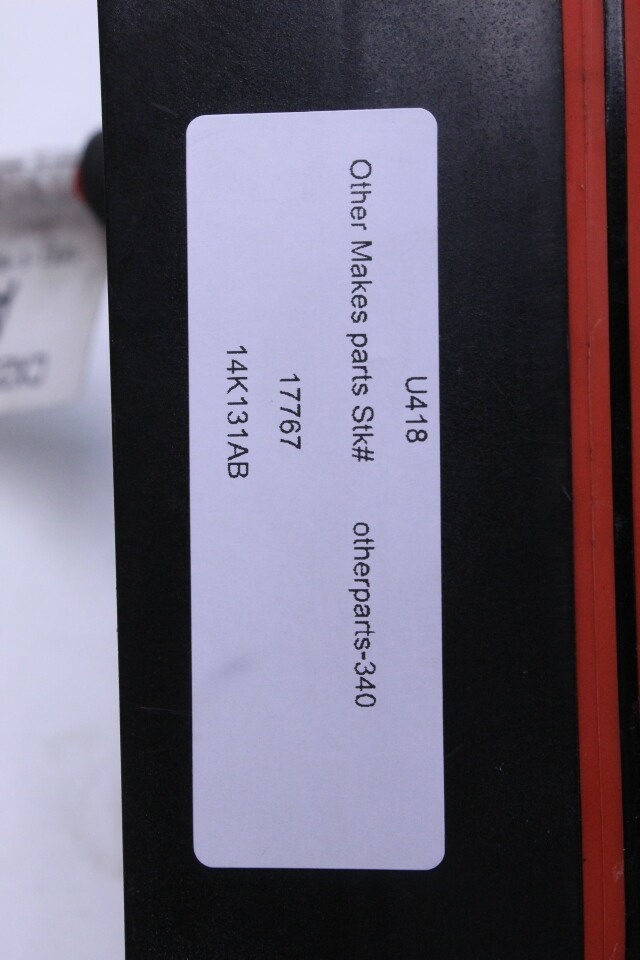 U418
Other Makes parts Stk# otherparts-340
17767
14K131AB